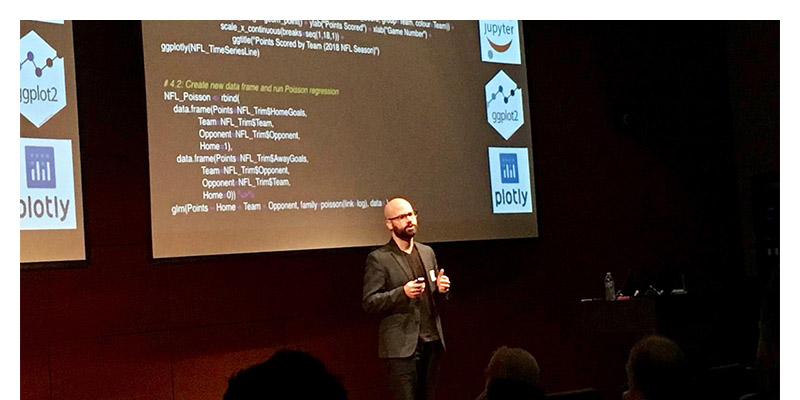 scale_x_continuous(breaks=seq(1,18,1)) + ylab("Points Scored") + xlab("Game Number") +
ggtitle("Points Scored by Team (2018 NFL Season)")
ggplotly(NFL_TimeSeriesLine)
# 4.2: Create new data frame and run Poisson regression
NFL_Poisson <- rbind(
data.frame(Points=NFL_Trim$HomeGoals,
Team=NFL_Trim$Team,
Opponent=NFL_Trim$Opponent,
Home=1),
data.frame(Points=NFL_Trim$AwayGoals,
Team=NFL_Trim$Opponent,
Opponent=NFL_Trim$Team,
Home=0)) %>%
glm(Points ~ Home + Team + Opponent, family=poisson(link=log), data
jupyter
ggplot2
plotly
ggplot2
plotly